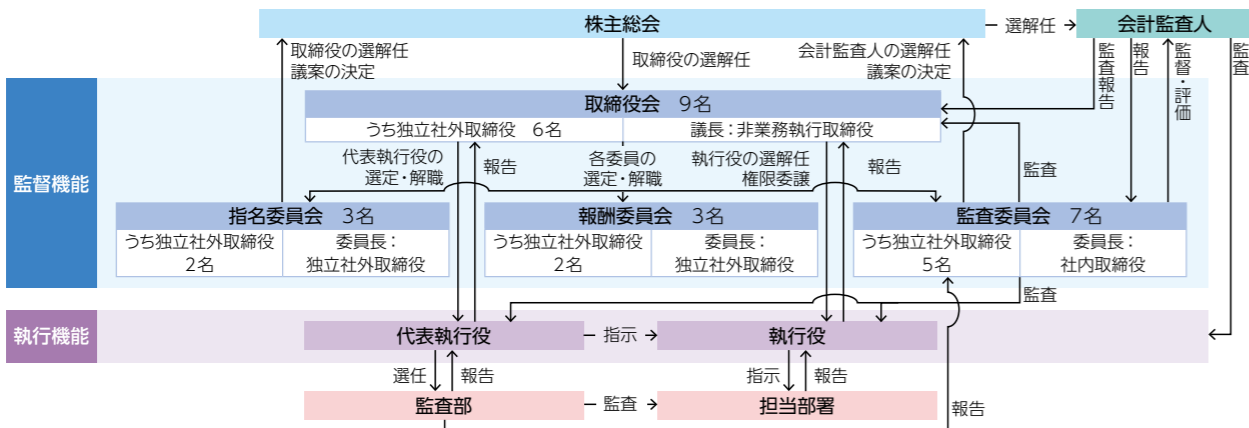 株主総会
選解任
会計監査人
取締役の選解任
議案の決定
取締役の選解任
会計監査人の選解任
議案の決定
監査報告
報告
監督・評価
監査
監督機能
取締役会 9名
うち独立社外取締役 6名
議長：非業務執行取締役
代表執行役の
選定・解職
報告
各委員の
選定・解職
執行役の選解任
権限委譲
報告
監査
指名委員会 3名
うち独立社外取締役
2名
委員長：
独立社外取締役
報酬委員会 3名
うち独立社外取締役
2名
委員長：
独立社外取締役
監査委員会 7名
うち独立社外取締役
5名
委員長：
社内取締役
監査
執行機能
代表執行役
指示
執行役
選任
報告
指示
報告
監査部
監査
担当部署
報告